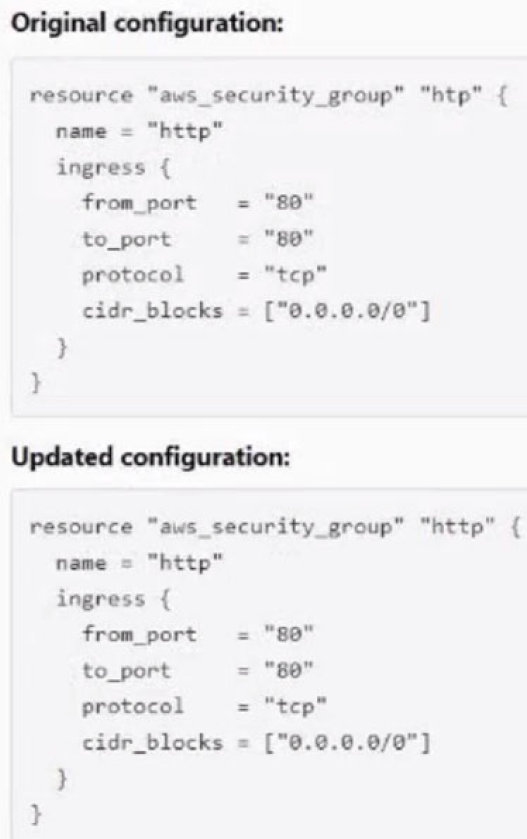 Original configuration:
resource "aws_security_group" "htp" {
name = "http"
ingress {
from_port = "80"
to_port = "80"
protocol = "tcp"
cidr_blocks = ["0.0.0.0/0"]
}
}
Updated configuration:
resource "aws_security_group" "http" {
name = "http"
ingress {
from_port = "80"
to_port = "80"
protocol = "tcp"
cidr_blocks = ["0.0.0.0/0"]
}
}